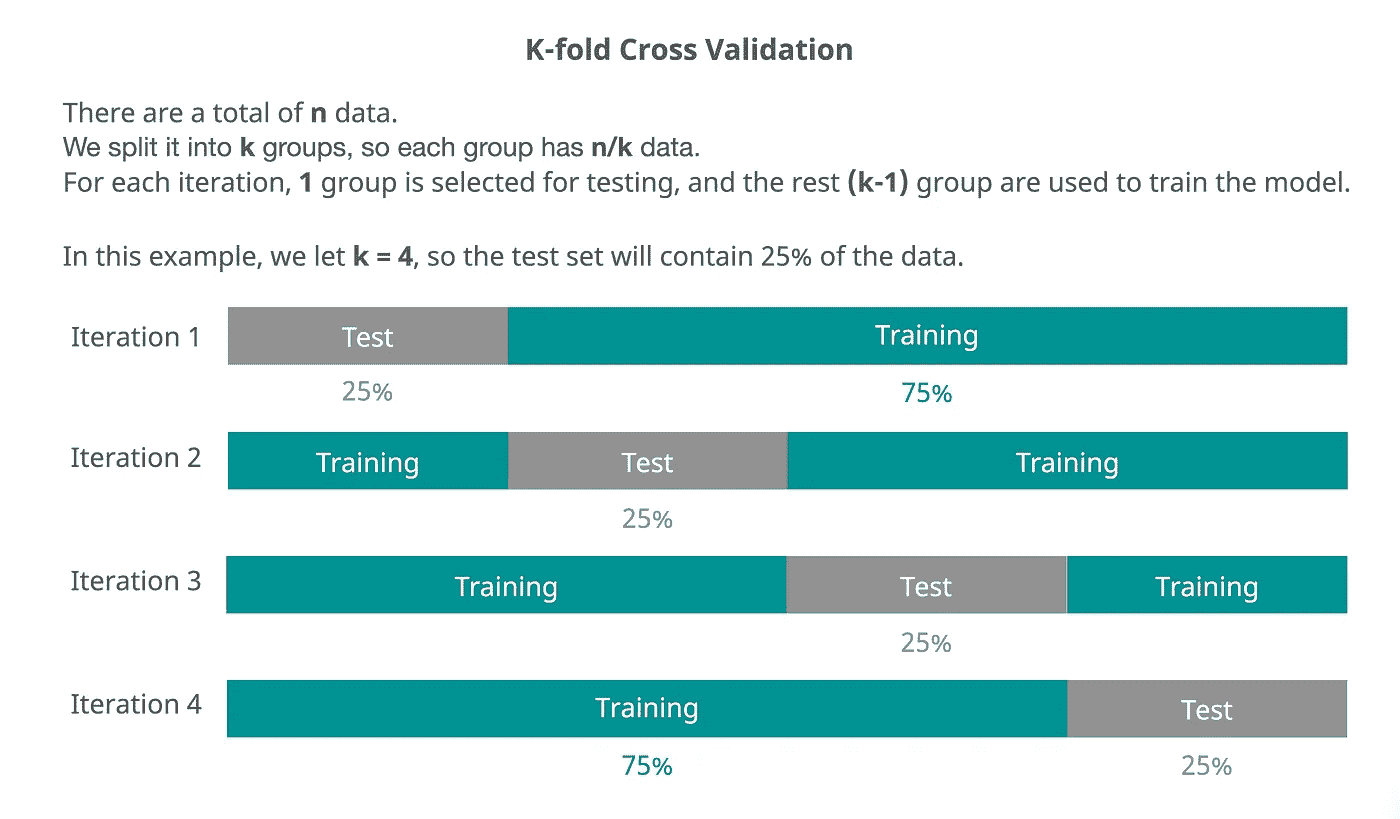 K-fold Cross Validation
There are a total of n data.
We split it into k groups, so each group has n/k data.
For each iteration, 1 group is selected for testing, and the rest (k-1) group are used to train the model.
In this example, we let k = 4, so the test set will contain 25% of the data.
Iteration 1 Test Training
25% 75%
Iteration 2 Training Test Training
25%
Iteration 3 Training Test Training
25%
Iteration 4 Training Test
75% 25%